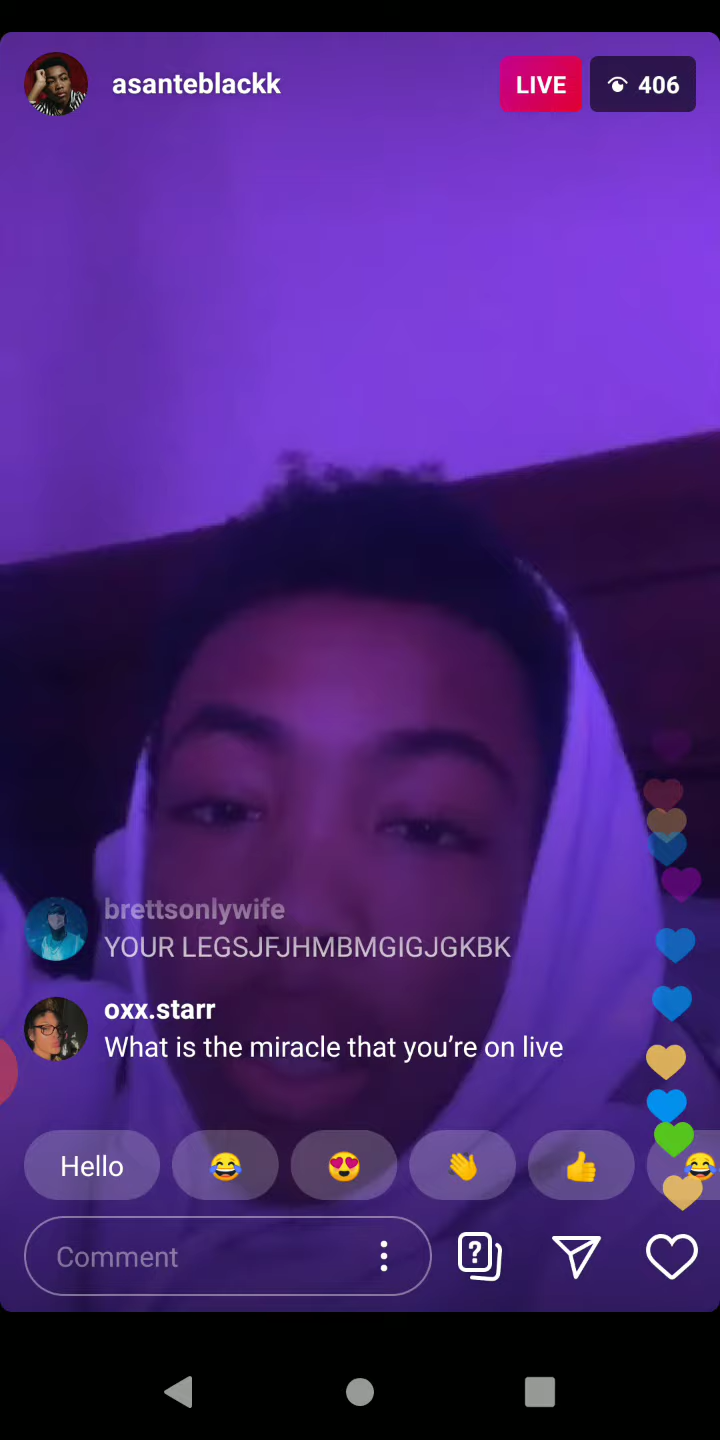 asanteblackk
LIVE
406
brettsonlywife
YOUR LEGSJFJHMBMGIGJGKBK
oxx.starr
What is the miracle that you’re on live
Hello
Comment
?